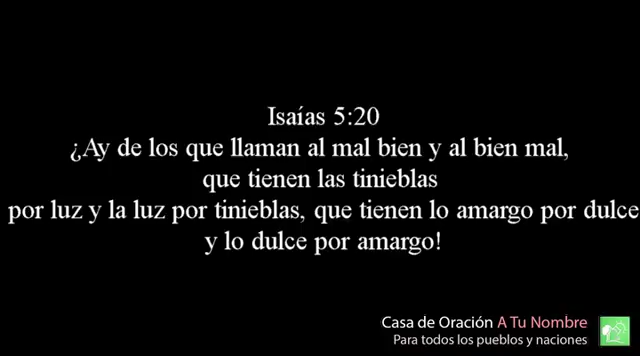 Isaías 5:20
¿Ay de los que llaman al mal bien y al bien mal,
que tienen las tinieblas
por luz y la luz por tinieblas, que tienen lo amargo por dulce
y lo dulce por amargo!
Casa de Oración A Tu Nombre
Para todos los pueblos y naciones